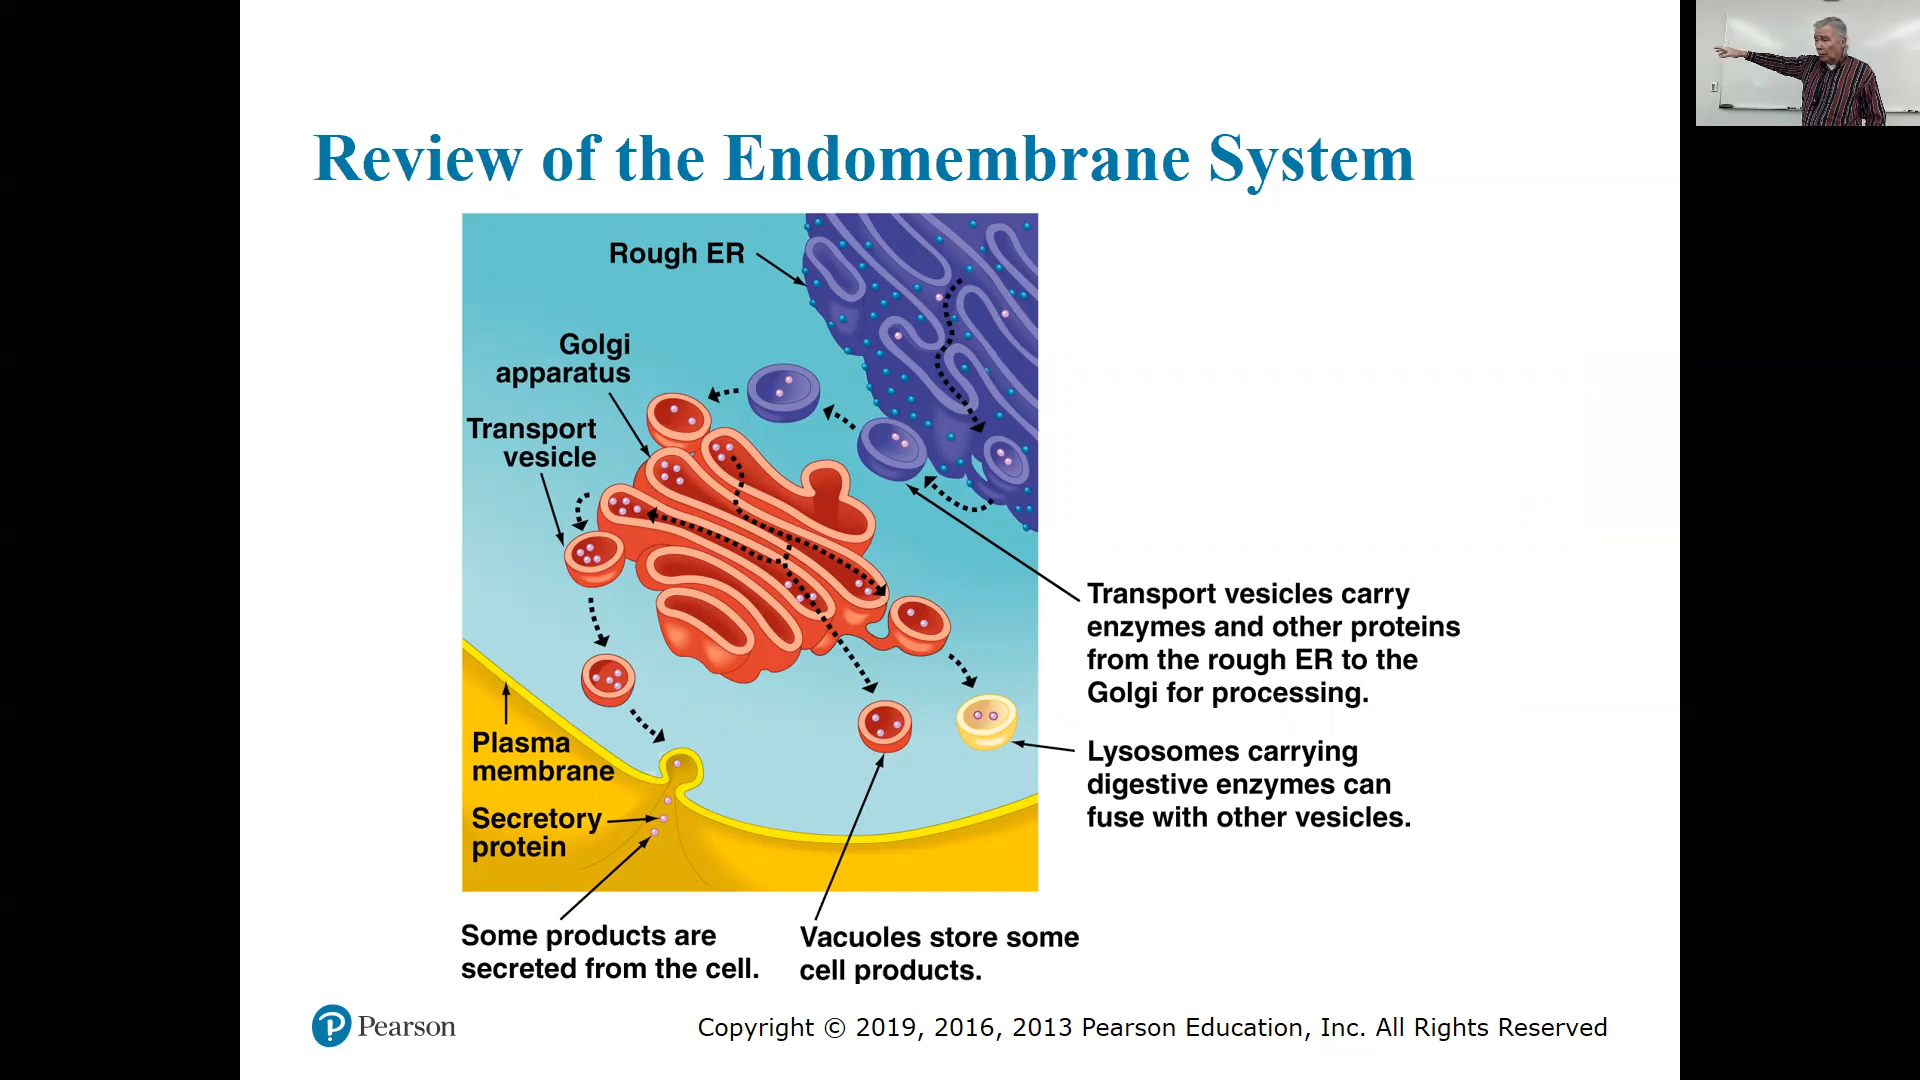 Review of the Endomembrane System
Rough ER
Golgi
apparatus
Transport
vesicle
Transport vesicles carry
enzymes and other proteins
from the rough ER to the
Golgi for processing.
Plasma
membrane
Lysosomes carrying
digestive enzymes can
fuse with other vesicles.
Secretory
protein
Some products are
secreted from the cell.
Vacuoles store some
cell products.
Pearson
Copyright © 2019, 2016, 2013 Pearson Education, Inc. All Rights Reserved